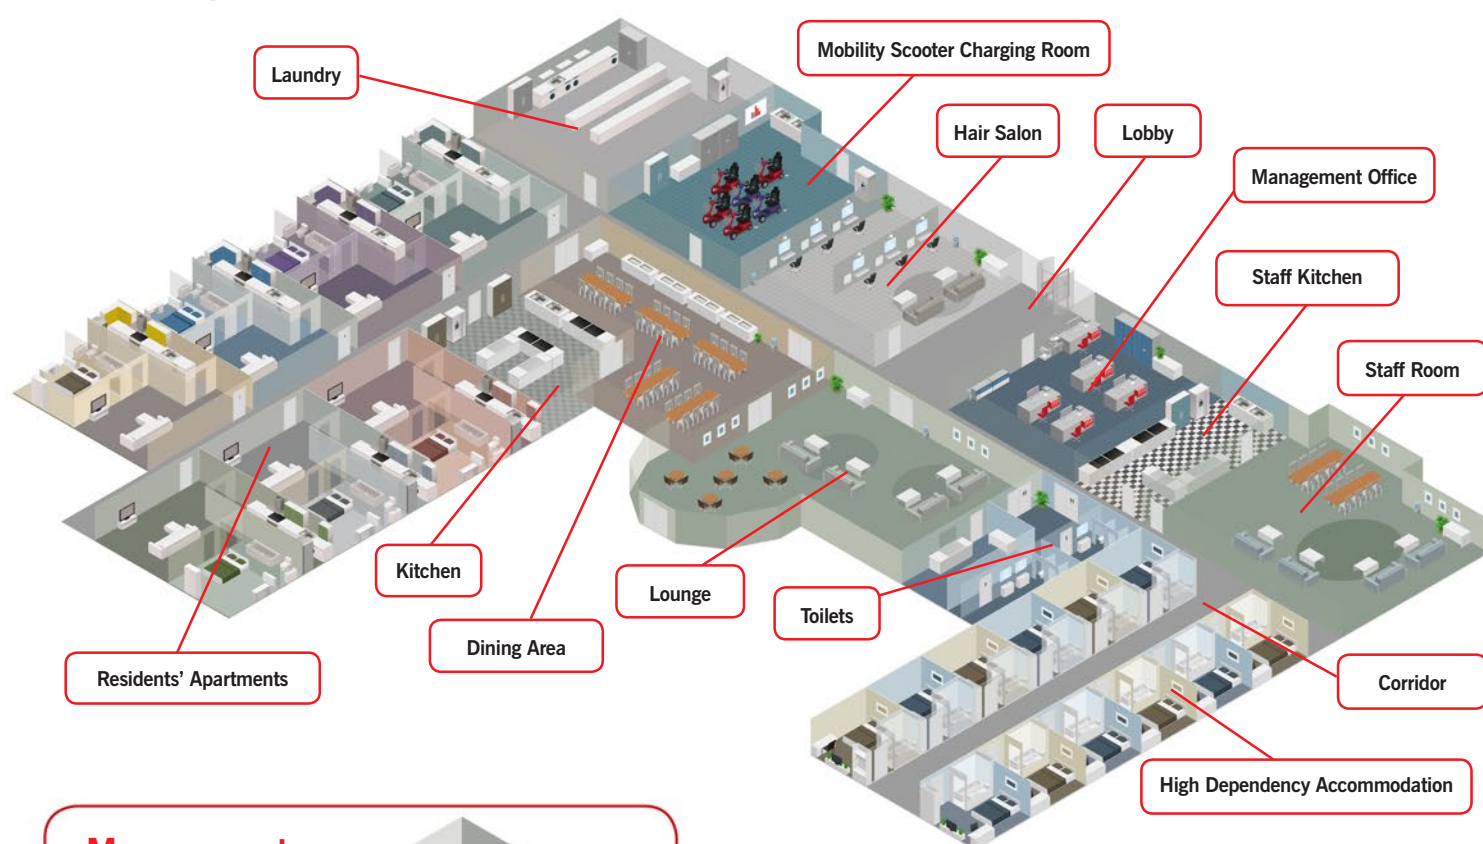 Mobility Scooter Charging Room
Laundry
Hair Salon
Lobby
Management Office
Staff Kitchen
Staff Room
Kitchen
Lounge
Toilets
Dining Area
Residents’ Apartments
Corridor
High Dependency Accommodation